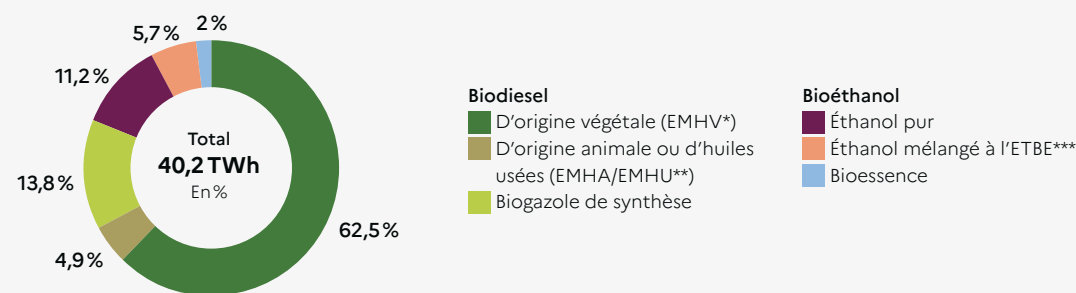 2 %
5,7 %
11,2 %
13,8 %
4,9 %
62,5 %
Total
40,2 TWh
En %
Biodiesel
D’origine végétale (EMHV*)
D’origine animale ou d’huiles
usées (EMHA/EMHU**)
Biogazole de synthèse
Bioéthanol
Éthanol pur
Éthanol mélangé à l’ETBE***
Bioessence